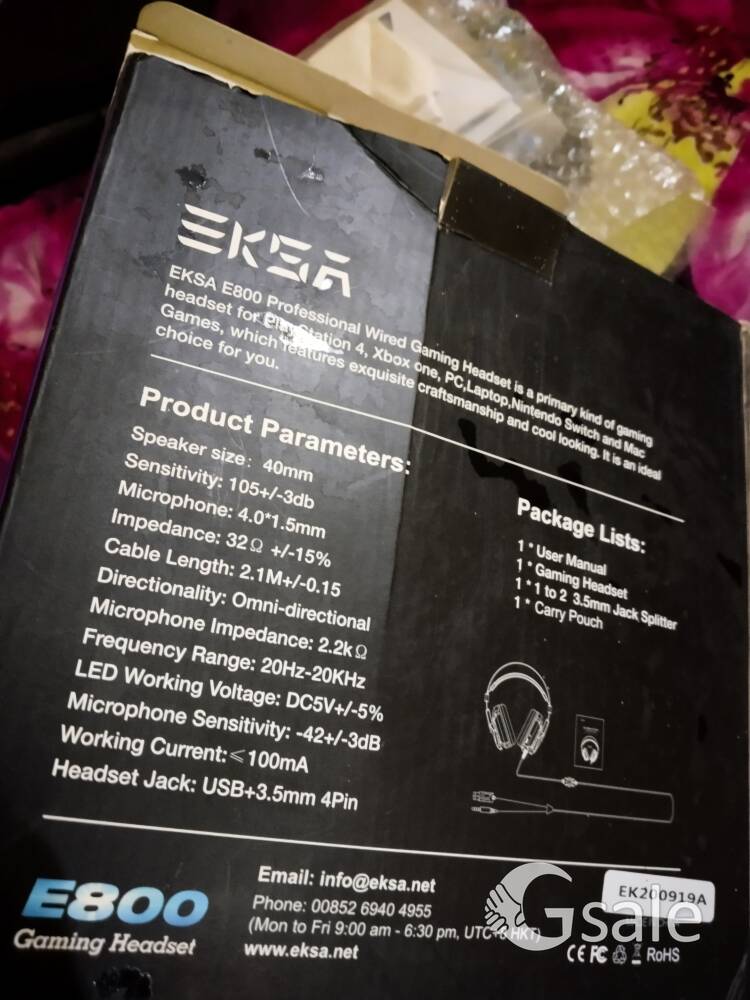 EKSA
EKSA E800 Professional Wired Gaming Headset is a primary kind of gaming
headset for PlayStation 4, Xbox one, PC,Laptop,Nintendo Switch and Mac
Games, which features exquisite craftsmanship and cool looking. It is an ideal
choice for you.
Product Parameters:
Speaker size: 40mm
Sensitivity: 105+/-3db
Microphone: 4.0*1.5mm
Impedance: 32Ω +/-15%
Cable Length: 2.1M+/-0.15
Directionality: Omni-directional
Microphone Impedance: 2.2kΩ
Frequency Range: 20Hz-20KHz
LED Working Voltage: DC5V+/-5%
Microphone Sensitivity: -42+/-3dB
Working Current:≤100mA
Headset Jack: USB+3.5mm 4Pin
Package Lists:
1 * User Manual
1 * Gaming Headset
1 * 1 to 2 3.5mm Jack Splitter
1 * Carry Pouch
E800
Gaming Headset
Email: info@eksa.net
Phone: 00852 6940 4955
(Mon to Fri 9:00 am - 6:30 pm, UTC+8 HKT)
www.eksa.net
EK200919A
CE FC RoHS
Gsale